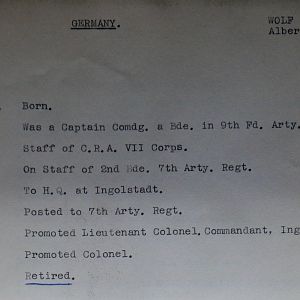 GERMANY.
WOLF
Alber
Born.
Was a Captain Comdg. a Bde. in 9th Fd. Arty.
Staff of C.R.A. VII Corps.
On Staff of 2nd Bde. 7th Arty. Regt.
To H.Q. at Ingolstadt.
Posted to 7th Arty. Regt.
Promoted Lieutenant Colonel. Commandant, Ing
Promoted Colonel.
Retired.